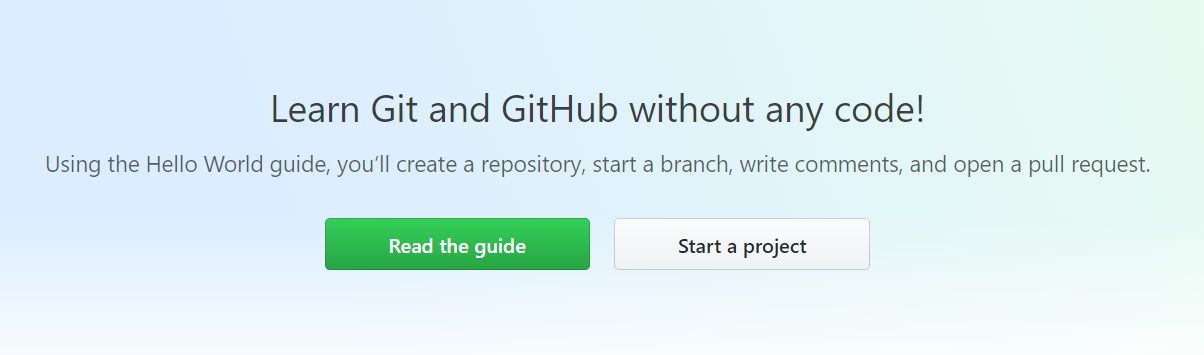 Learn Git and GitHub without any code!
Using the Hello World guide, you’ll create a repository, start a branch, write comments, and open a pull request.
Read the guide
Start a project